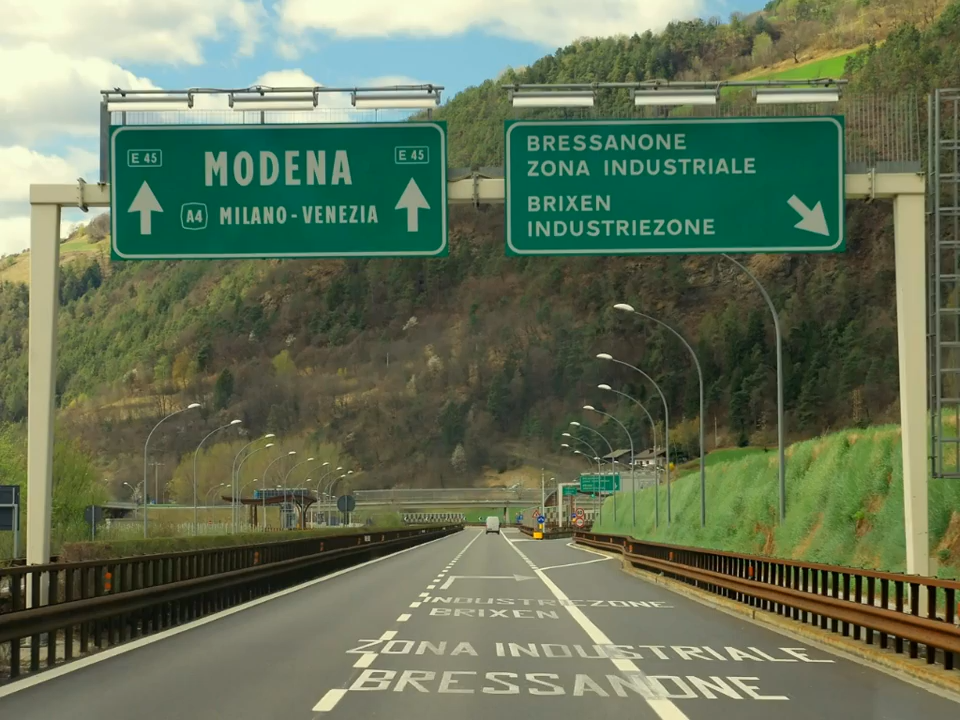 E 45 MODENA E 45
A4 MILANO - VENEZIA
BRESSANONE
ZONA INDUSTRIALE
BRIXEN
INDUSTRIEZONE
INDUSTRIEZONE
BRIXEN
ZONA INDUSTRIALE
BRESSANONE